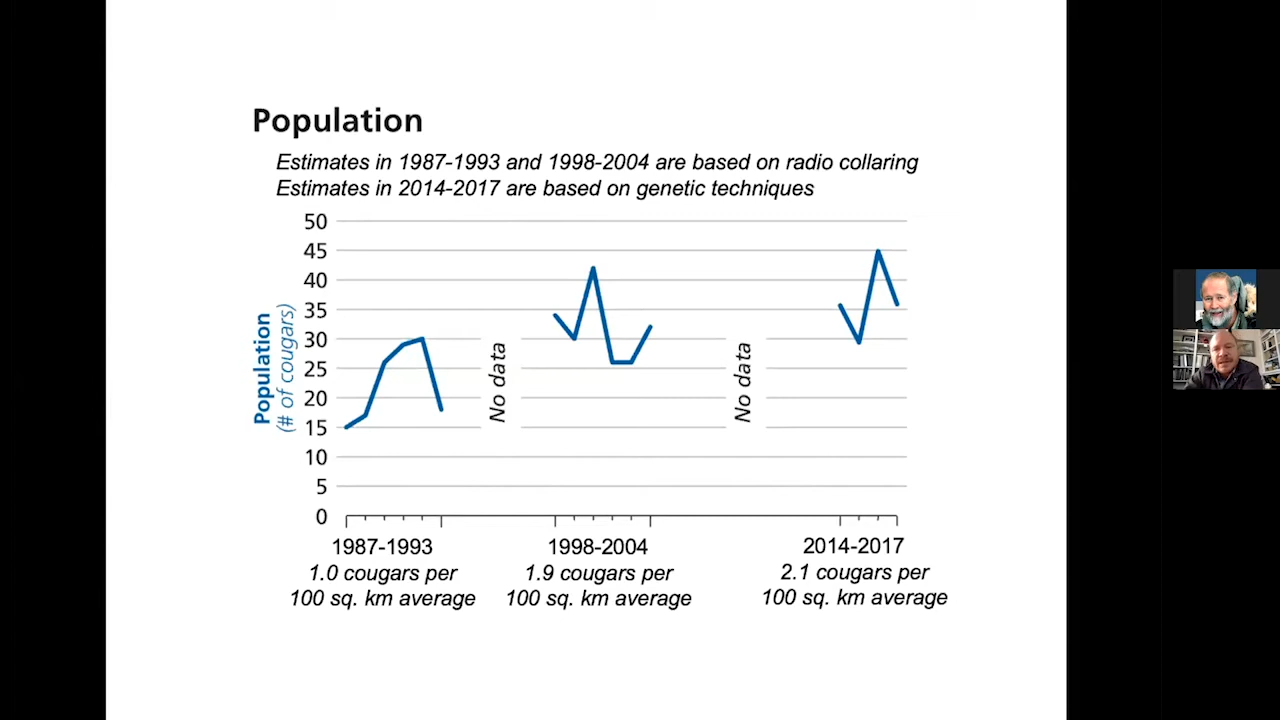 Population
Estimates in 1987-1993 and 1998-2004 are based on radio collaring
Estimates in 2014-2017 are based on genetic techniques
50
45
40
35
30
25
20
15
10
5
0
Population
(# of cougars)
No data
No data
1987-1993
1.0 cougars per
100 sq. km average
1998-2004
1.9 cougars per
100 sq. km average
2014-2017
2.1 cougars per
100 sq. km average